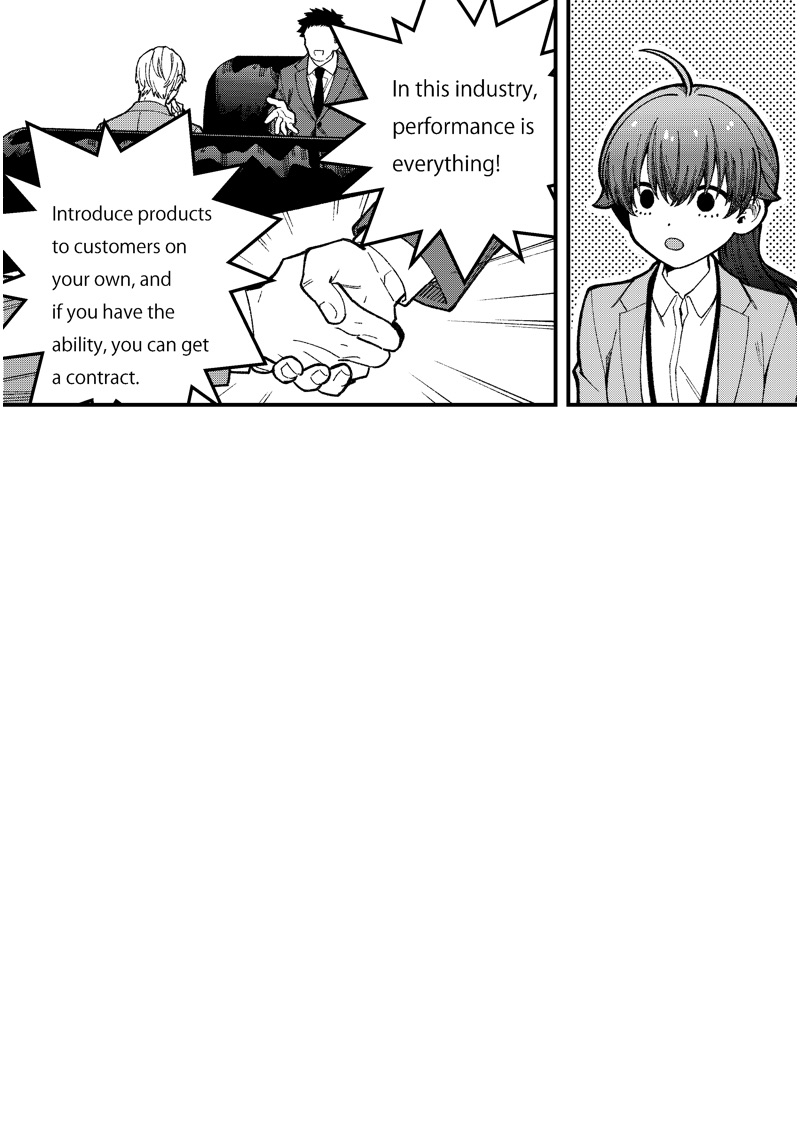 In this industry,
performance is
everything!
Introduce products
to customers on
your own, and
if you have the
ability, you can get
a contract.